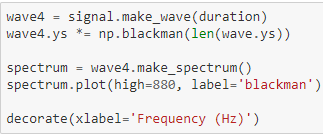 wave4 = signal.make_wave(duration)
wave4.ys *= np.blackman(len(wave.ys))
spectrum = wave4.make_spectrum()
spectrum.plot(high=880, label='blackman')
decorate(xlabel='Frequency (Hz)')